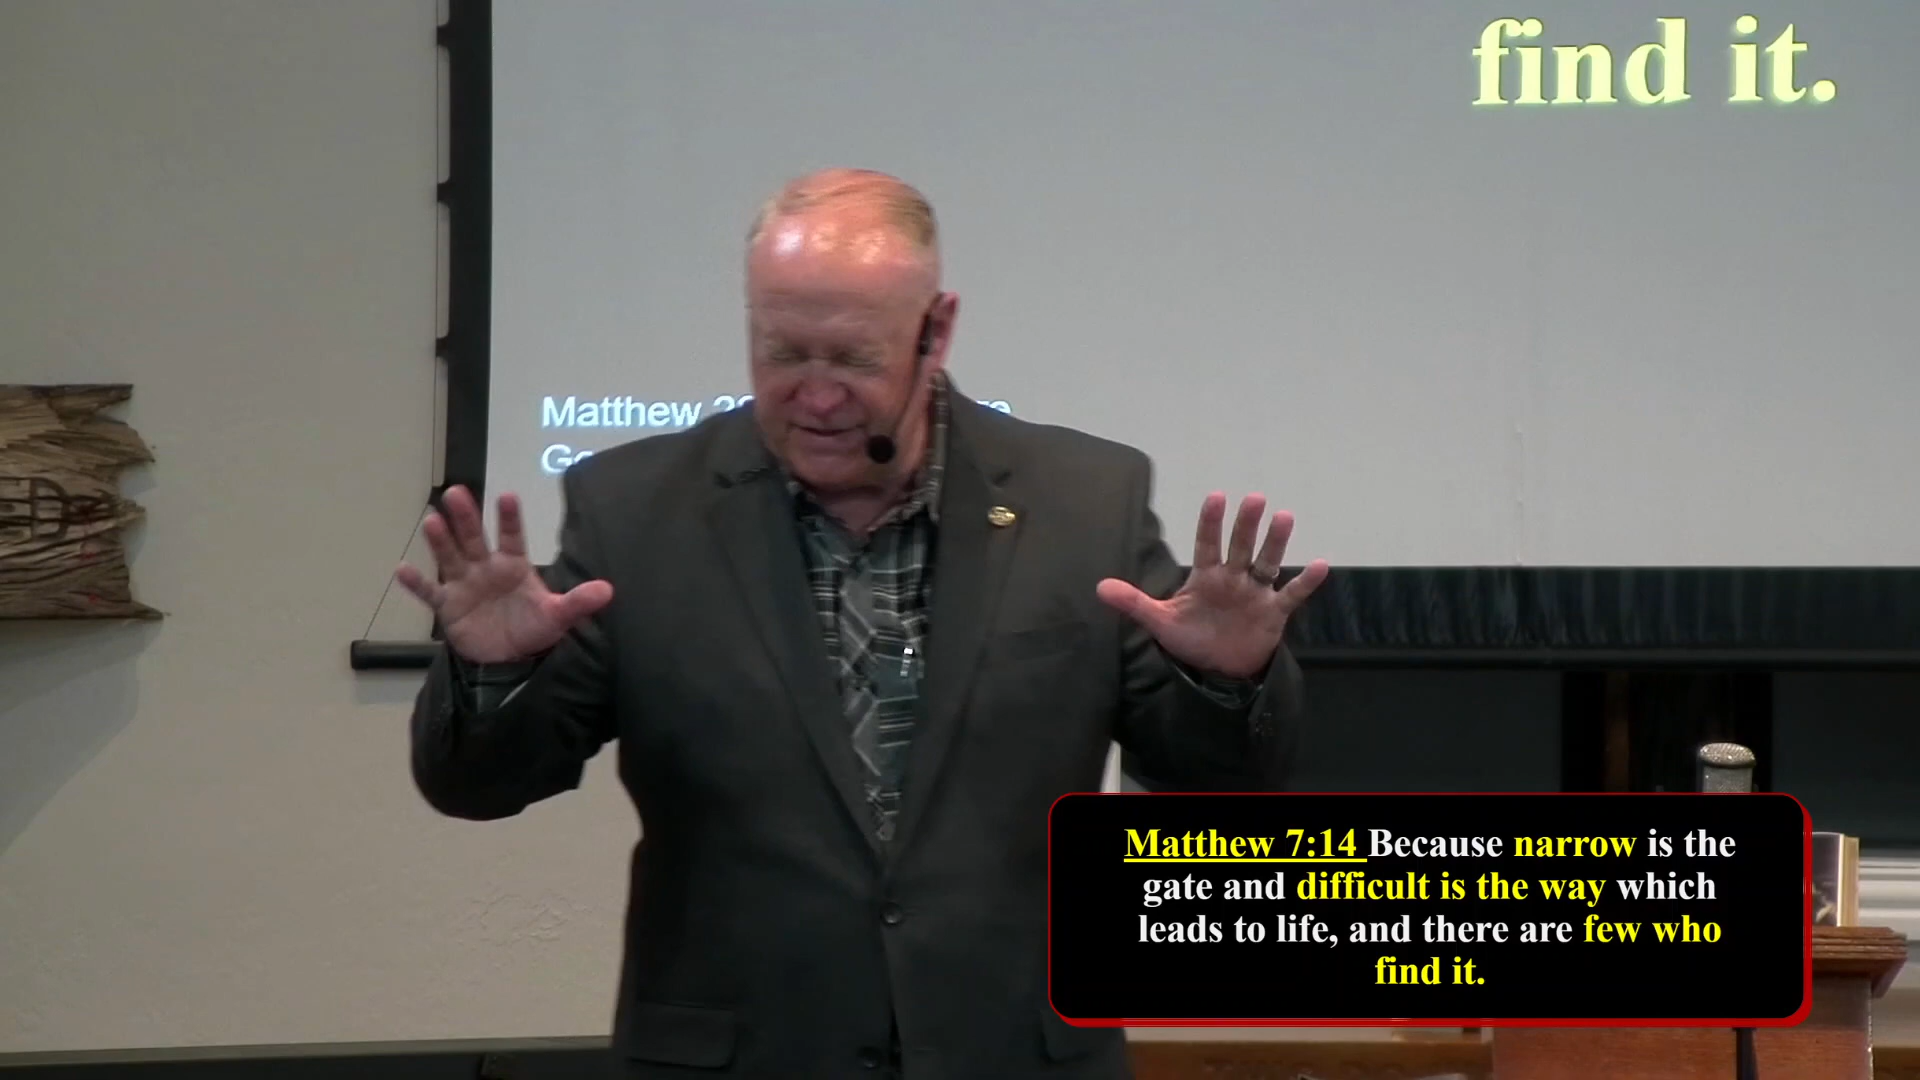 find it.
Matthew
Matthew 7:14 Because narrow is the
gate and difficult is the way which
leads to life, and there are few who
find it.